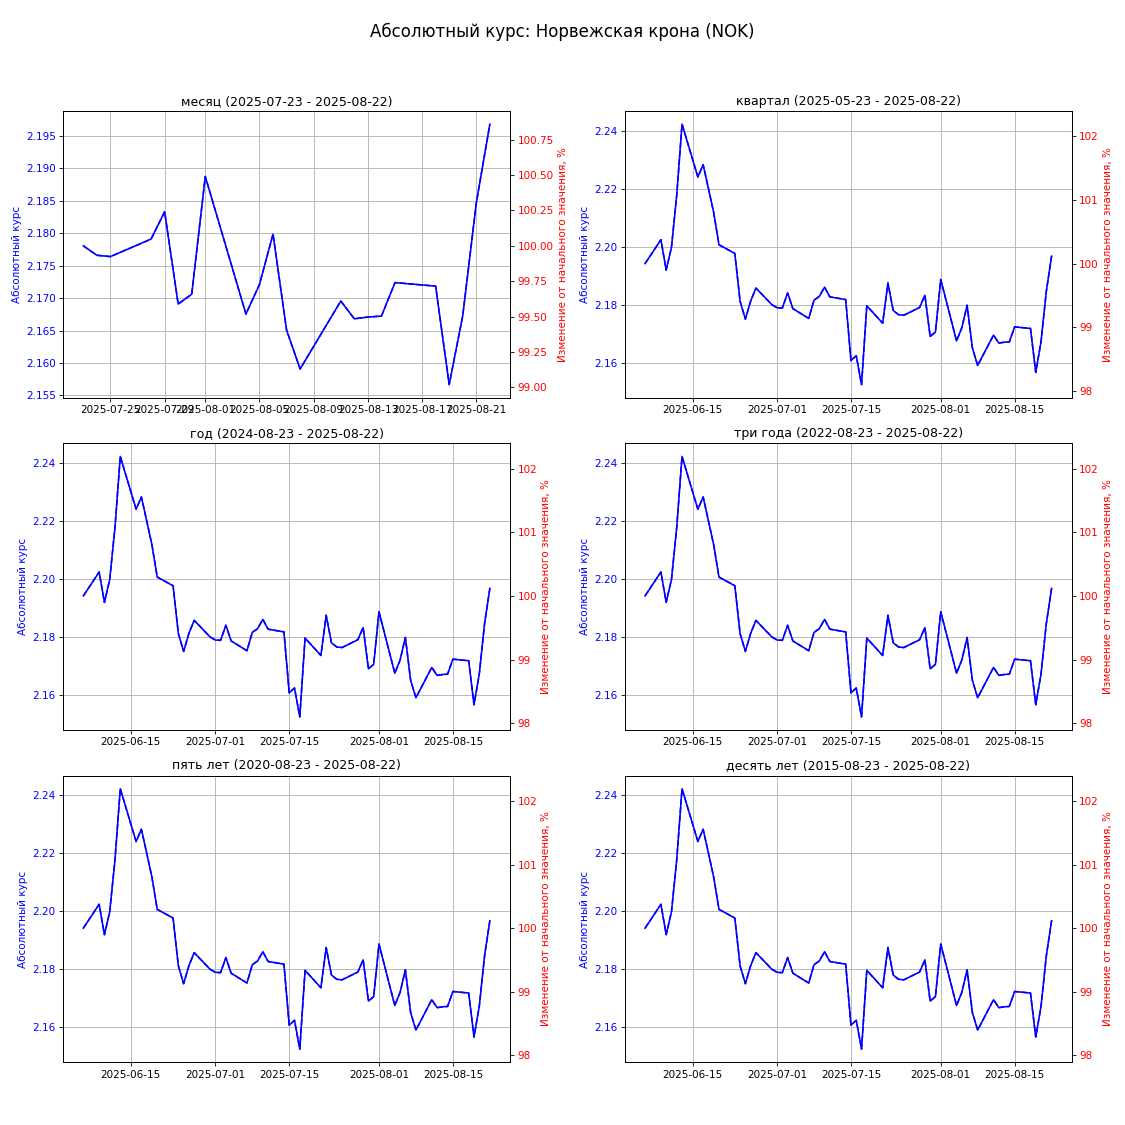 Абсолютный курс: Норвежская крона (NOK)
месяц (2025-07-23 - 2025-08-22)
2.195
2.190
2.185
2.180
2.175
2.170
2.165
2.160
2.155
Абсолютный курс
100.75
100.50
100.25
100.00
99.75
99.50
99.25
99.00
Изменение от начального значения, %
2025-07-25 2025-07-29 2025-08-01 2025-08-05 2025-08-09 2025-08-13 2025-08-17 2025-08-21
квартал (2025-05-23 - 2025-08-22)
2.24
2.22
2.20
2.18
2.16
Абсолютный курс
102
101
100
99
98
Изменение от начального значения, %
2025-06-15 2025-07-01 2025-07-15 2025-08-01 2025-08-15
год (2024-08-23 - 2025-08-22)
2.24
2.22
2.20
2.18
2.16
Абсолютный курс
102
101
100
99
98
Изменение от начального значения, %
2025-06-15 2025-07-01 2025-07-15 2025-08-01 2025-08-15
три года (2022-08-23 - 2025-08-22)
2.24
2.22
2.20
2.18
2.16
Абсолютный курс
102
101
100
99
98
Изменение от начального значения, %
2025-06-15 2025-07-01 2025-07-15 2025-08-01 2025-08-15
пять лет (2020-08-23 - 2025-08-22)
2.24
2.22
2.20
2.18
2.16
Абсолютный курс
102
101
100
99
98
Изменение от начального значения, %
2025-06-15 2025-07-01 2025-07-15 2025-08-01 2025-08-15
десять лет (2015-08-23 - 2025-08-22)
2.24
2.22
2.20
2.18
2.16
Абсолютный курс
102
101
100
99
98
Изменение от начального значения, %
2025-06-15 2025-07-01 2025-07-15 2025-08-01 2025-08-15